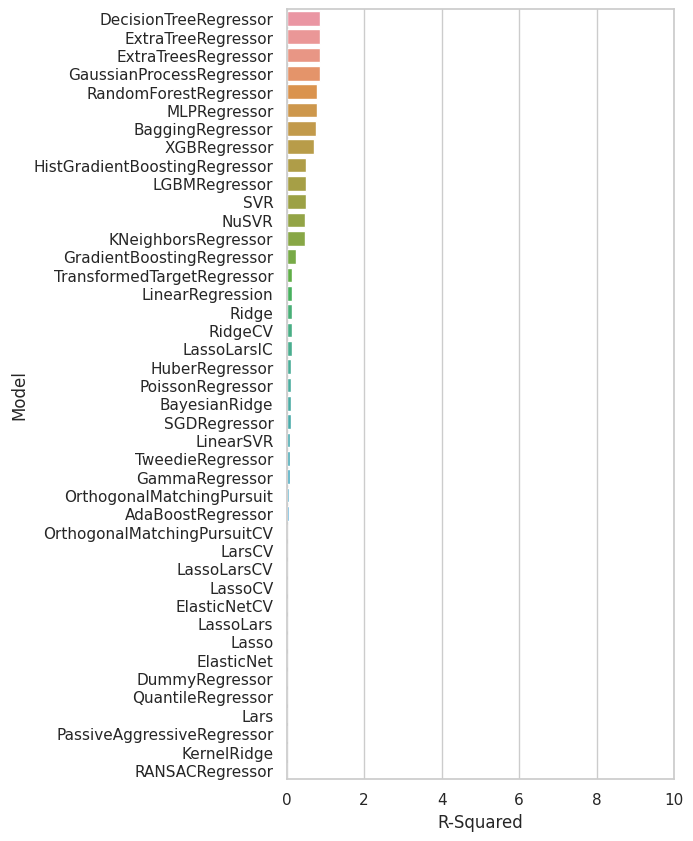 DecisionTreeRegressor
ExtraTreeRegressor
ExtraTreesRegressor
GaussianProcessRegressor
RandomForestRegressor
MLPRegressor
BaggingRegressor
XGBRegressor
HistGradientBoostingRegressor
LGBMRegressor
SVR
NuSVR
KNeighborsRegressor
GradientBoostingRegressor
TransformedTargetRegressor
LinearRegression
Ridge
RidgeCV
LassoLarsIC
HuberRegressor
PoissonRegressor
BayesianRidge
SGDRegressor
LinearSVR
TweedieRegressor
GammaRegressor
OrthogonalMatchingPursuit
AdaBoostRegressor
OrthogonalMatchingPursuitCV
LarsCV
LassoLarsCV
LassoCV
ElasticNetCV
LassoLars
Lasso
ElasticNet
DummyRegressor
QuantileRegressor
Lars
PassiveAggressiveRegressor
KernelRidge
RANSACRegressor
Model
0 2 4 6 8 10
R-Squared